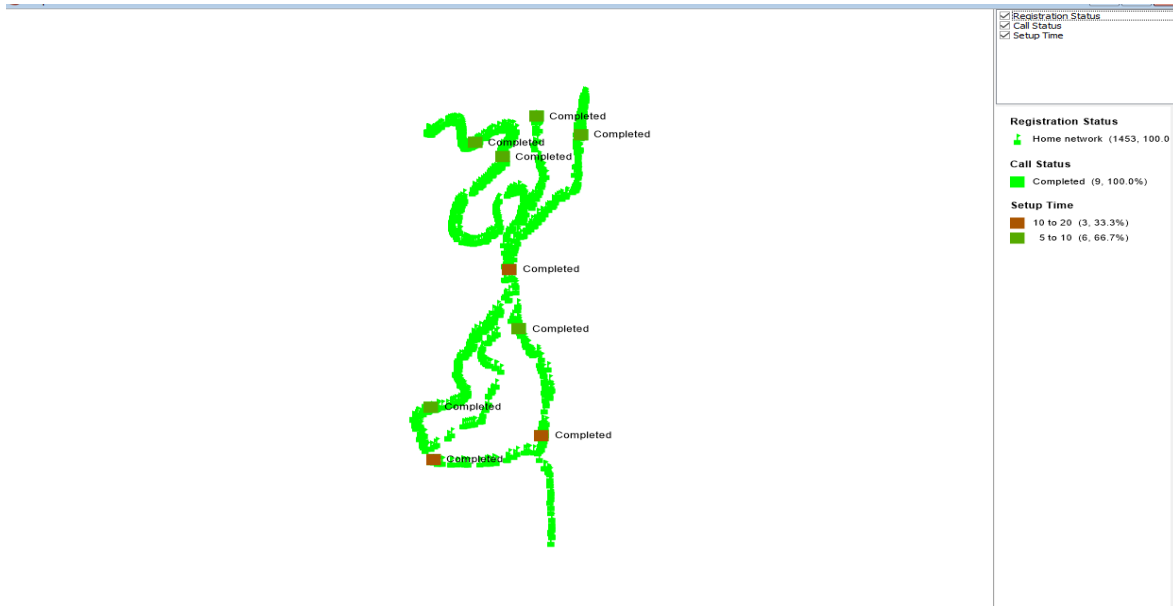 Registration Status
Call Status
Setup Time
Completed
Completed
Completed
Completed
Completed
Completed
Completed
Completed
Completed
Registration Status
Home network (1453, 100.0
Call Status
Completed (9, 100.0%)
Setup Time
10 to 20 (3, 33.3%)
5 to 10 (6, 66.7%)